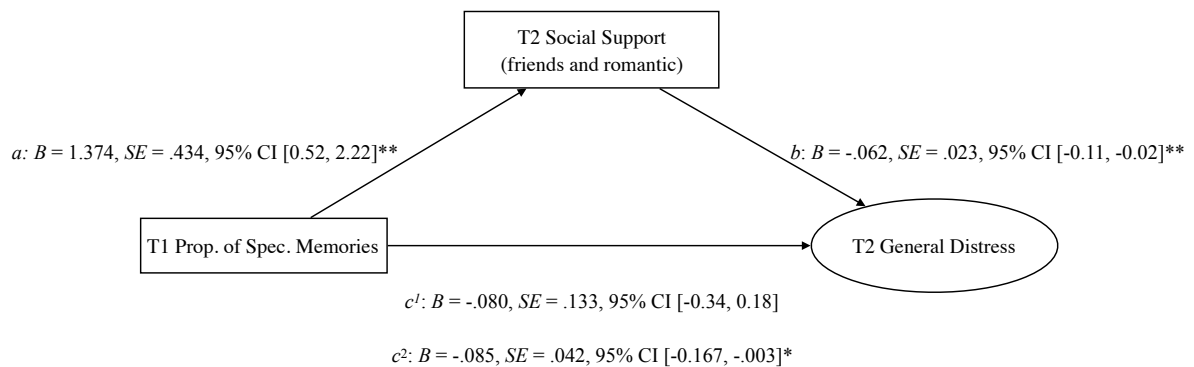 T2 Social Support
(friends and romantic)
a: B = 1.374, SE = .434, 95% CI [0.52, 2.22]**
b: B = -.062, SE = .023, 95% CI [-0.11, -0.02]**
T1 Prop. of Spec. Memories
T2 General Distress
c¹: B = -.080, SE = .133, 95% CI [-0.34, 0.18]
c²: B = -.085, SE = .042, 95% CI [-0.167, -.003]*